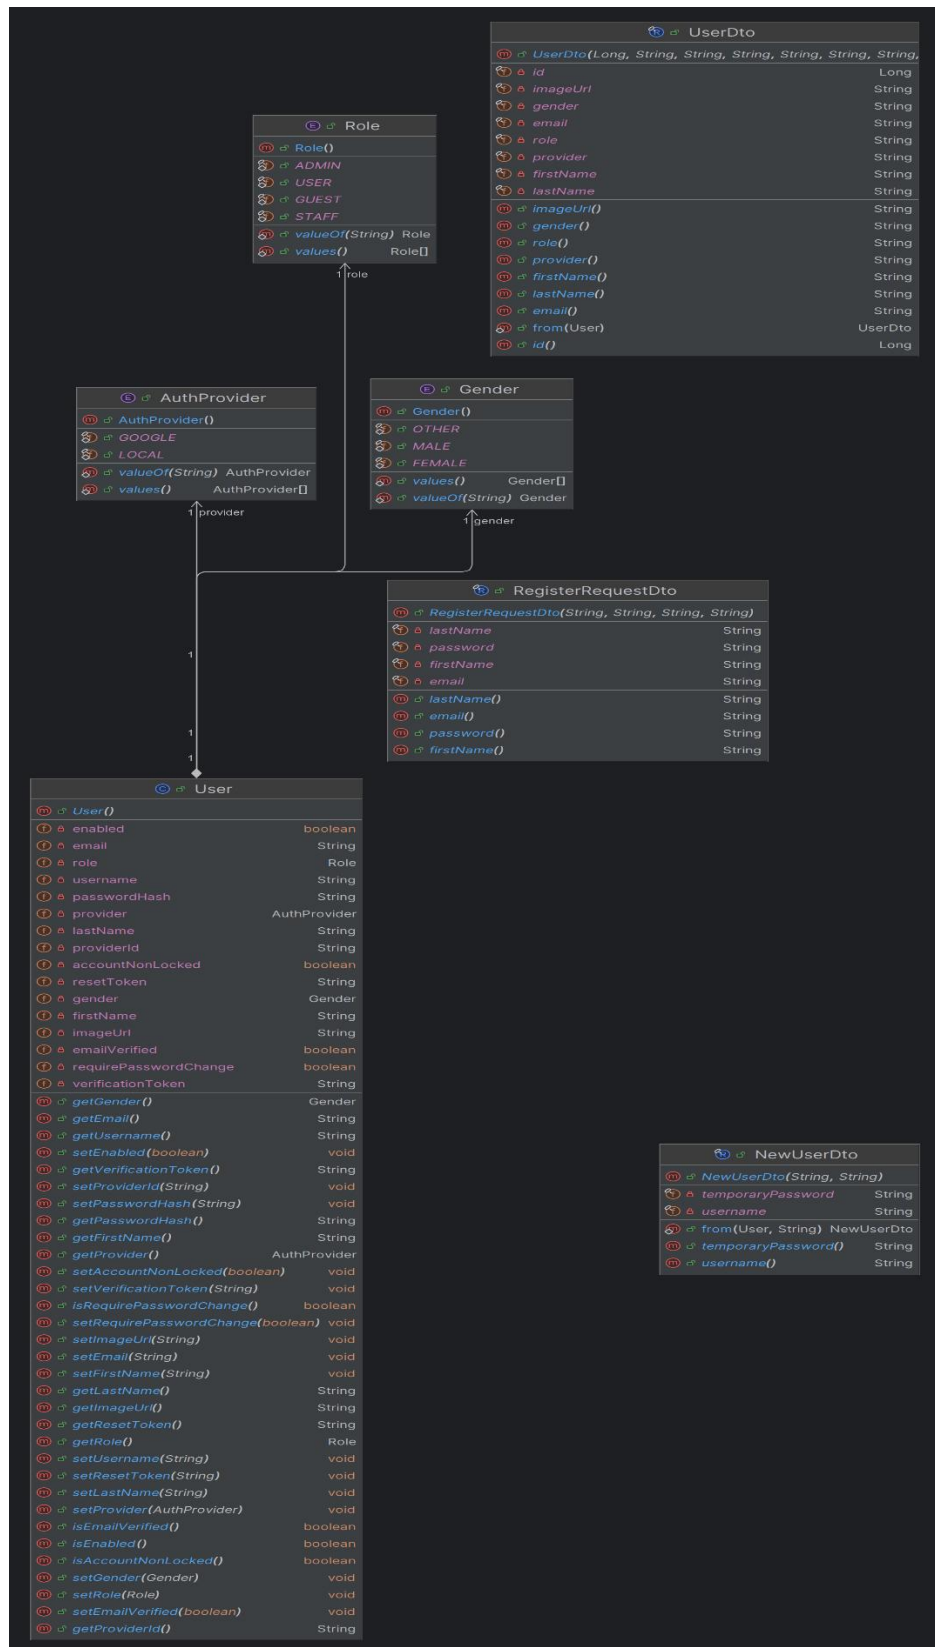 UserDto
UserDto(Long, String, String, String, String, String, String,
id Long
imageUrl String
gender String
email String
role String
provider String
firstName String
lastName String
imageUrl() String
gender() String
role() String
provider() String
firstName() String
lastName() String
email() String
from(User) UserDto
id() Long
Role
Role()
ADMIN
USER
GUEST
STAFF
valueOf(String) Role
values() Role[]
1 role
AuthProvider
AuthProvider()
GOOGLE
LOCAL
valueOf(String) AuthProvider
values() AuthProvider[]
1 provider
Gender
Gender()
OTHER
MALE
FEMALE
values() Gender[]
valueOf(String) Gender
1 gender
RegisterRequestDto
RegisterRequestDto(String, String, String, String)
lastName String
password String
firstName String
email String
lastName() String
email() String
password() String
firstName() String
1
1
1
User
User()
enabled boolean
email String
role Role
username String
passwordHash String
provider AuthProvider
lastName String
providerId String
accountNonLocked boolean
resetToken String
gender Gender
firstName String
imageUrl String
emailVerified boolean
requirePasswordChange boolean
verificationToken String
getGender() Gender
getEmail() String
getUsername() String
setEnabled(boolean) void
getVerificationToken() String
setProviderId(String) void
setPasswordHash(String) void
getPasswordHash() String
getFirstName() String
getProvider() AuthProvider
setAccountNonLocked(boolean) void
setVerificationToken(String) void
isRequirePasswordChange() boolean
setRequirePasswordChange(boolean) void
setImageUrl(String) void
setEmail(String) void
setFirstName(String) void
getLastName() String
getImageUrl() String
getResetToken() String
getRole() Role
setUsername(String) void
setResetToken(String) void
setLastName(String) void
setProvider(AuthProvider) void
isEmailVerified() boolean
isEnabled() boolean
isAccountNonLocked() boolean
setGender(Gender) void
setRole(Role) void
setEmailVerified(boolean) void
getProviderId() String
NewUserDto
NewUserDto(String, String)
temporaryPassword String
username String
from(User, String) NewUserDto
temporaryPassword() String
username() String